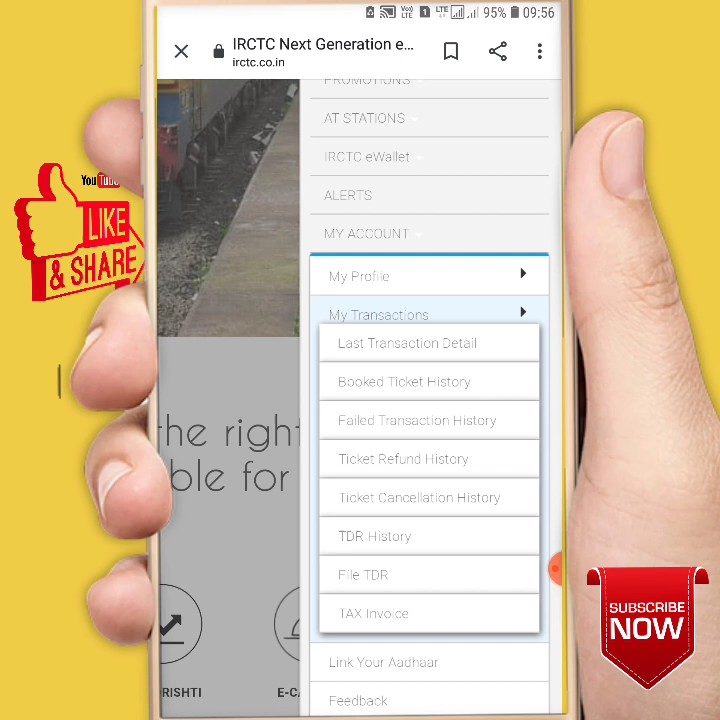 95% 09:56
IRCTC Next Generation e...
irctc.co.in
PROMOTIONS
AT STATIONS
IRCTC eWallet
ALERTS
MY ACCOUNT
My Profile
My Transactions
Last Transaction Detail
Booked Ticket History
Failed Transaction History
Ticket Refund History
Ticket Cancellation History
TDR History
File TDR
TAX Invoice
Link Your Aadhaar
Feedback
the right
ble for
RISHTI
E-CA
YouTube
LIKE
& SHARE
SUBSCRIBE
NOW